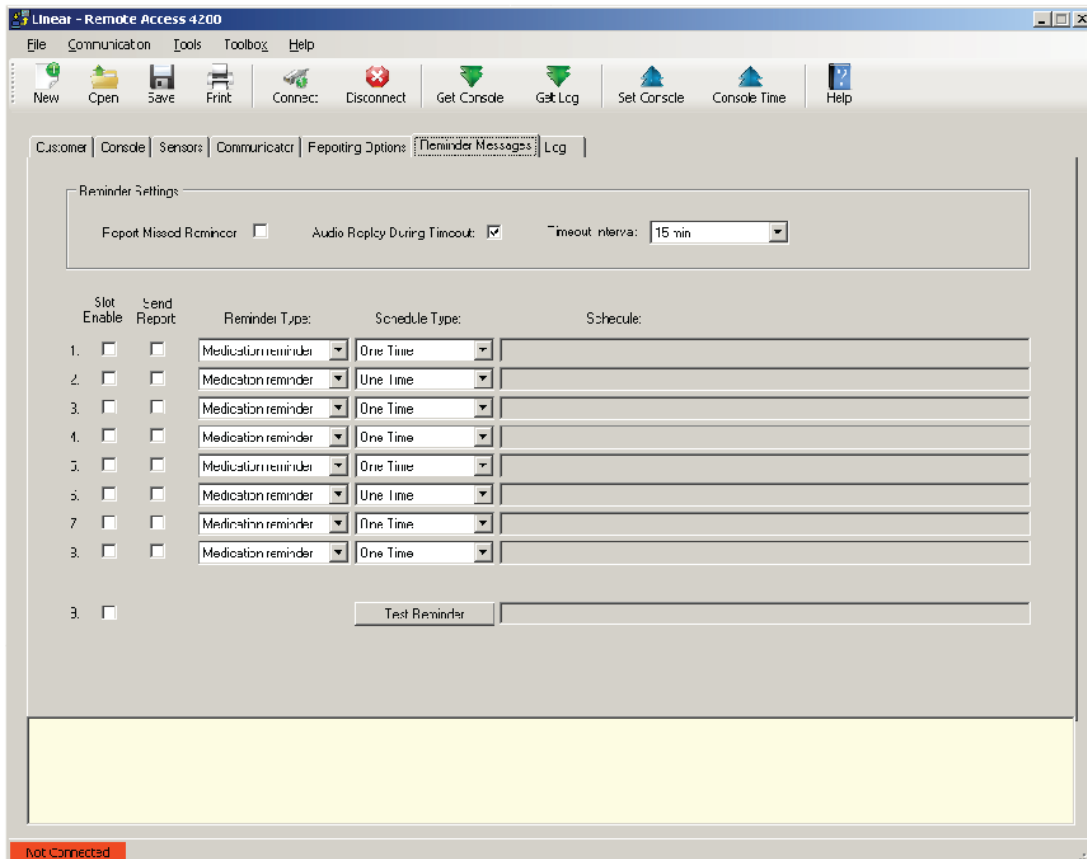 Linear - Remote Access 4200
File Communication Tools Toolbox Help
New Open Save Print Connect Disconnect Get Console Get Log Set Console Console Time Help
Customer Console Sensors Communicator Reporting Options Reminder Messages Log
Reminder Settings
Report Missed Reminder Audio Replay During Timeout: Timeout Interval: 15 min
Slot Enable Send Report Reminder Type: Schedule Type: Schedule:
1. Medication reminder One Time
2. Medication reminder One Time
3. Medication reminder One Time
4. Medication reminder One Time
5. Medication reminder One Time
6. Medication reminder One Time
7 Medication reminder One Time
8. Medication reminder One Time
9. Test Reminder
Not Connected